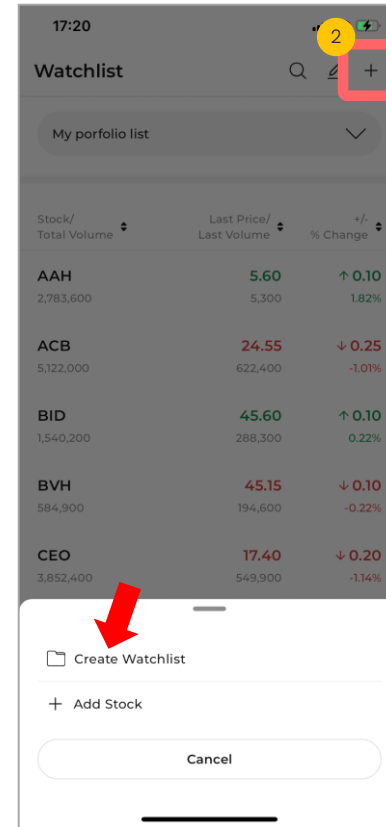 17:20
2
Watchlist
My porfolio list
Stock/ Last Price/ +/-
Total Volume Last Volume % Change
AAH 5.60 ↑ 0.10
2,783,600 5,300 1.82%
ACB 24.55 ↓ 0.25
5,122,000 622,400 -1.01%
BID 45.60 ↑ 0.10
1,540,200 288,300 0.22%
BVH 45.15 ↓ 0.10
584,900 194,600 -0.22%
CEO 17.40 ↓ 0.20
3,852,400 549,900 -1.14%
Create Watchlist
+ Add Stock
Cancel